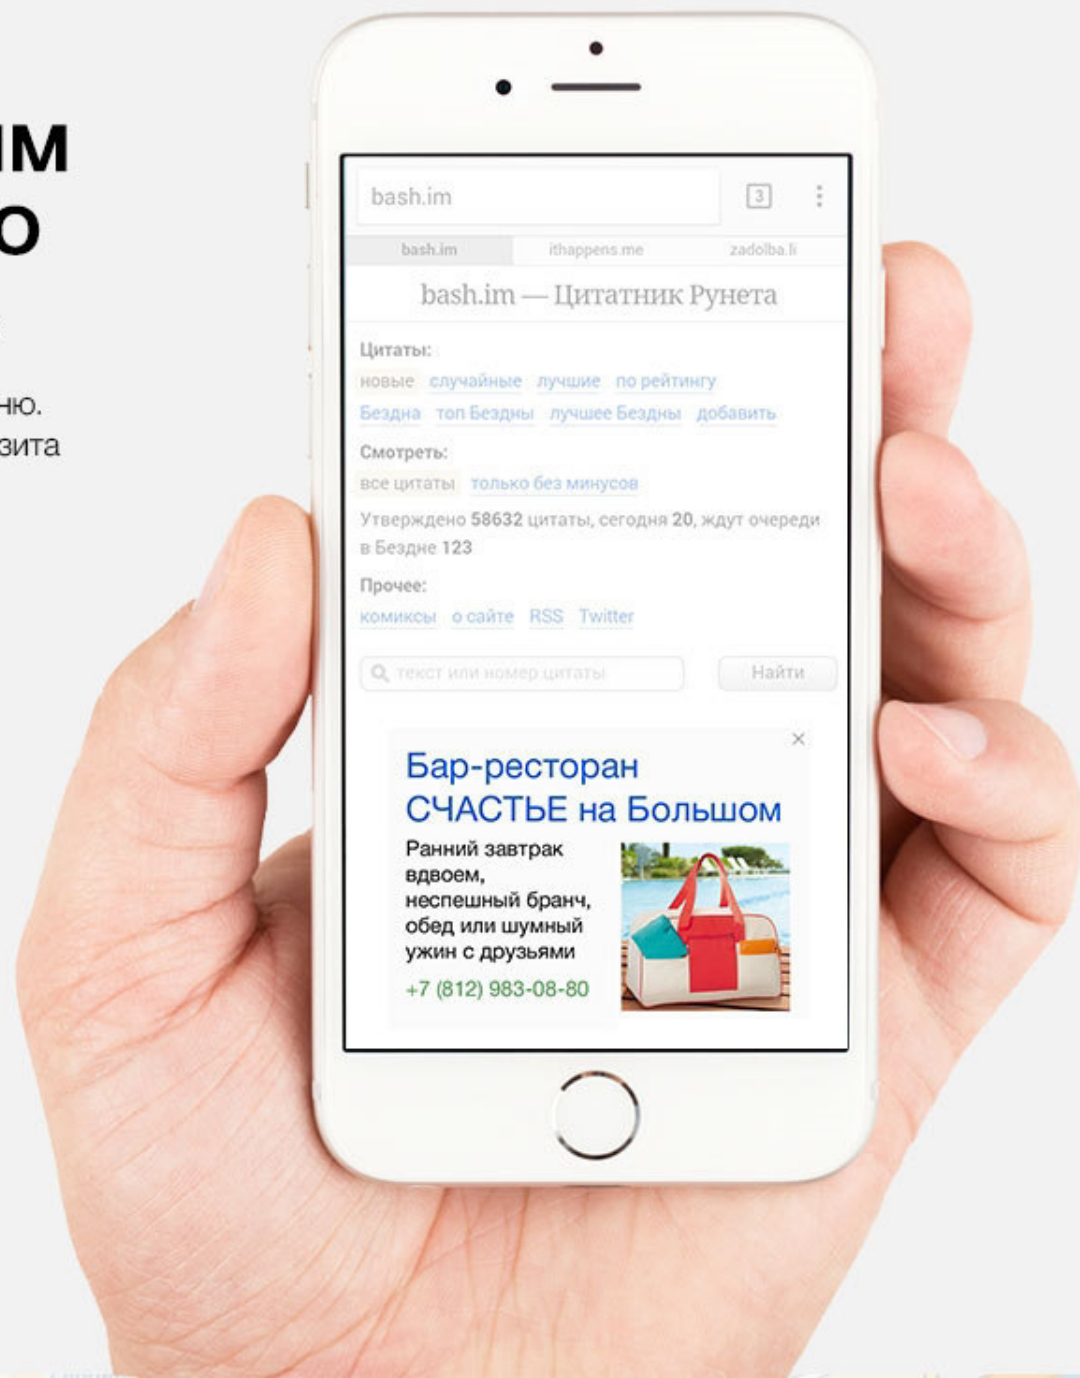 bash.im
3
bash.im ithappens.me zadolba.li
bash.im — Цитатник Рунета
Цитаты:
новые случайные лучшие по рейтингу
Бездна топ Бездны лучшее Бездны добавить
Смотреть:
все цитаты только без минусов
Утверждено 58632 цитаты, сегодня 20, ждут очереди
в Бездне 123
Прочее:
комиксы о сайте RSS Twitter
текст или номер цитаты Найти
×
Бар-ресторан
СЧАСТЬЕ на Большом
Ранний завтрак
вдвоем,
неспешный бранч,
обед или шумный
ужин с друзьями
+7 (812) 983-08-80